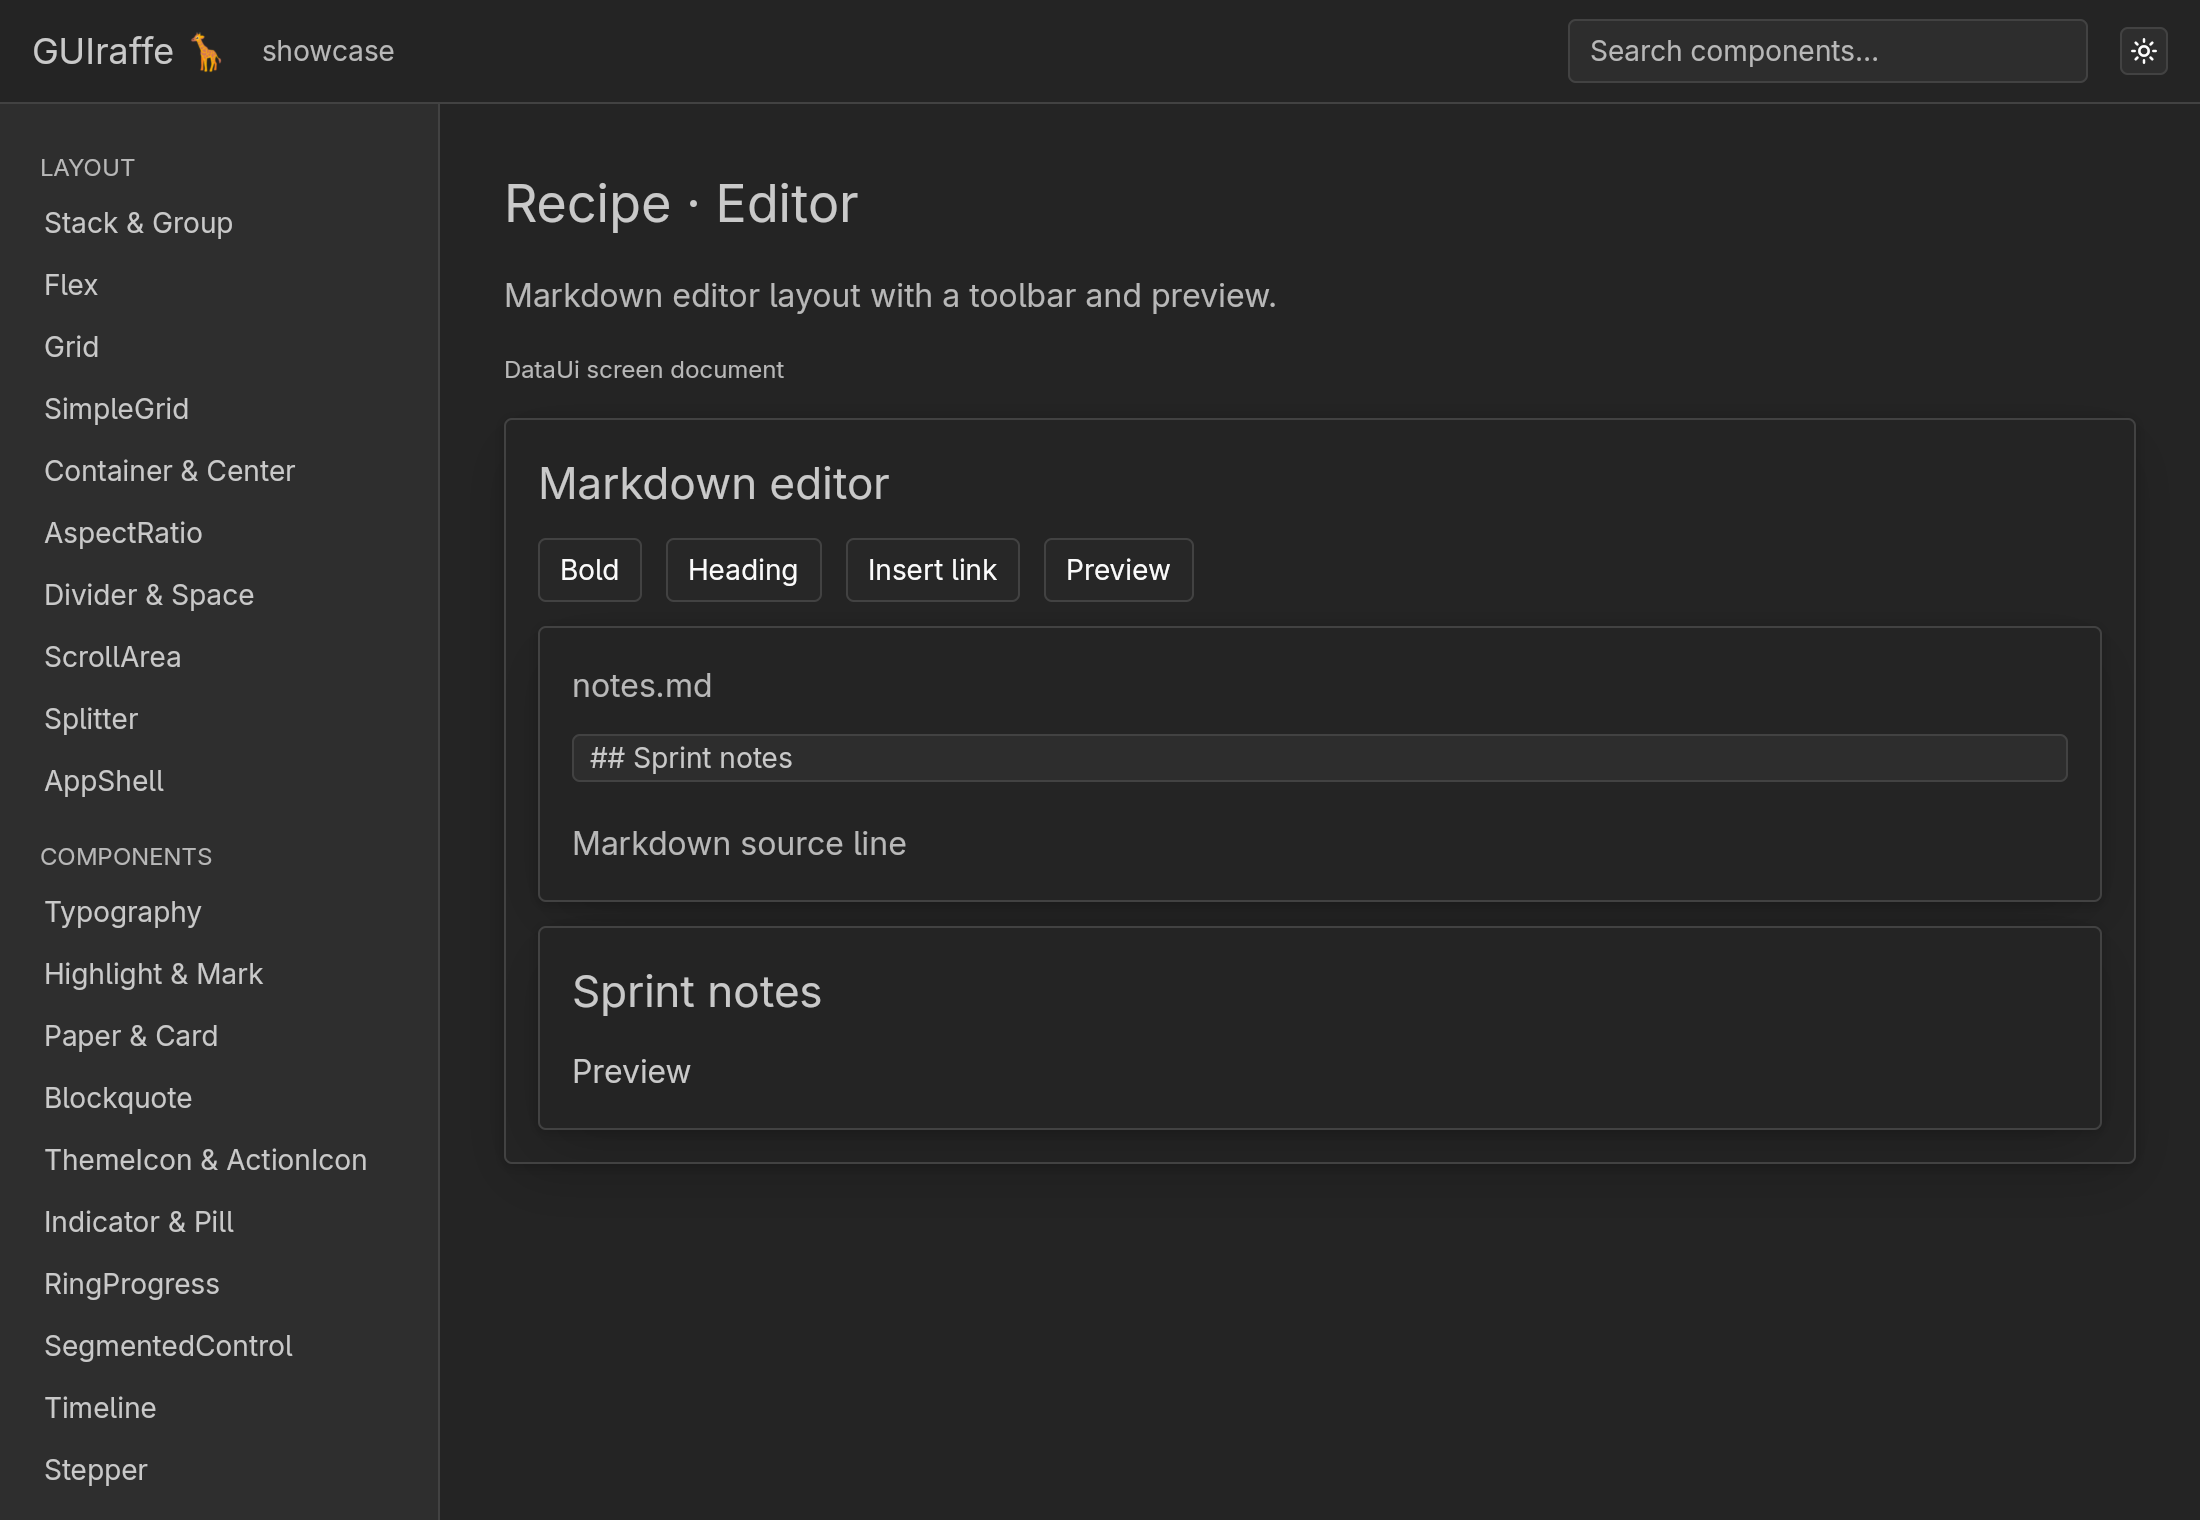 GUIraffe 🦒 showcase Search components...
LAYOUT
Stack & Group
Flex
Grid
SimpleGrid
Container & Center
AspectRatio
Divider & Space
ScrollArea
Splitter
AppShell
COMPONENTS
Typography
Highlight & Mark
Paper & Card
Blockquote
ThemeIcon & ActionIcon
Indicator & Pill
RingProgress
SegmentedControl
Timeline
Stepper
Recipe · Editor
Markdown editor layout with a toolbar and preview.
DataUi screen document
Markdown editor
Bold Heading Insert link Preview
notes.md
## Sprint notes
Markdown source line
Sprint notes
Preview